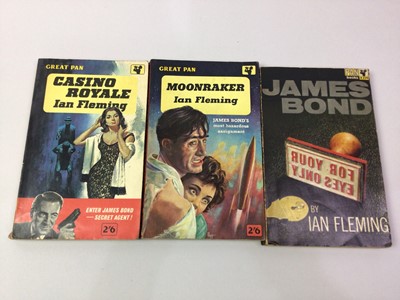 GREAT PAN
CASINO
ROYALE
Ian Fleming
ENTER JAMES BOND
— SECRET AGENT!
2'6
GREAT PAN
MOONRAKER
Ian Fleming
JAMES BOND'S
most hazardous
assignment
2'6
JAMES
BOND
FOR YOUR
EYES ONLY
BY
IAN FLEMING